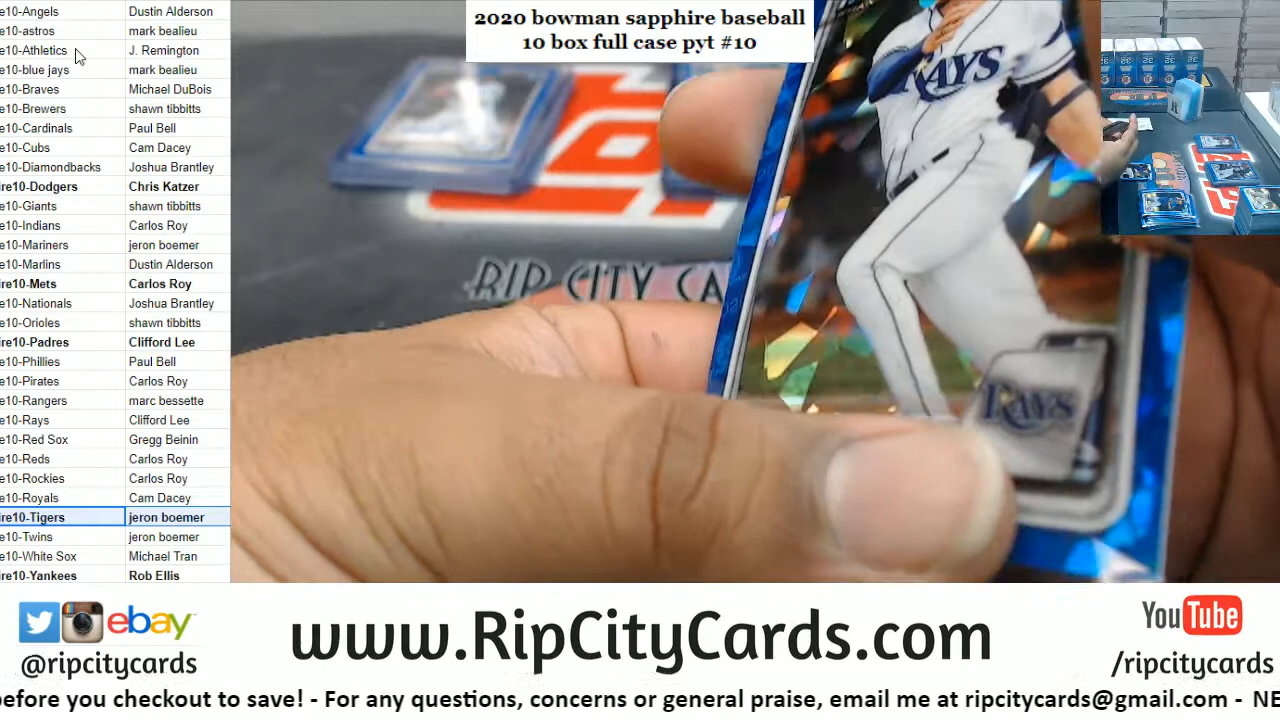 e10-Angels Dustin Alderson
e10-astros mark bealieu
e10-Athletics J. Remington
e10-blue jays mark bealieu
e10-Braves Michael DuBois
e10-Brewers shawn tibbitts
e10-Cardinals Paul Bell
e10-Cubs Cam Dacey
e10-Diamondbacks Joshua Brantley
ire10-Dodgers Chris Katzer
e10-Giants shawn tibbitts
e10-Indians Carlos Roy
e10-Mariners jeron boemer
e10-Marlins Dustin Alderson
ire10-Mets Carlos Roy
e10-Nationals Joshua Brantley
e10-Orioles shawn tibbitts
ire10-Padres Clifford Lee
e10-Phillies Paul Bell
e10-Pirates Carlos Roy
e10-Rangers marc bessette
e10-Rays Clifford Lee
e10-Red Sox Gregg Beinin
e10-Reds Carlos Roy
e10-Rockies Carlos Roy
e10-Royals Cam Dacey
ire10-Tigers jeron boemer
e10-Twins jeron boemer
e10-White Sox Michael Tran
ire10-Yankees Rob Ellis
2020 bowman sapphire baseball
10 box full case pyt #10
RAYS
RIP CITY CA
RAYS
ebay
@ripcitycards
www.RipCityCards.com
YouTube
/ripcitycards
before you checkout to save! - For any questions, concerns or general praise, email me at ripcitycards@gmail.com - NE